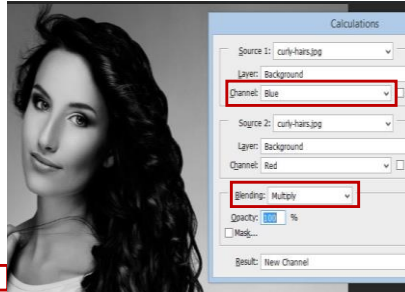 Calculations
Source 1: curly-hairs.jpg
Layer: Background
Channel: Blue
Source 2: curly-hairs.jpg
Layer: Background
Channel: Red
Blending: Multiply
Opacity: 100 %
Mask...
Result: New Channel